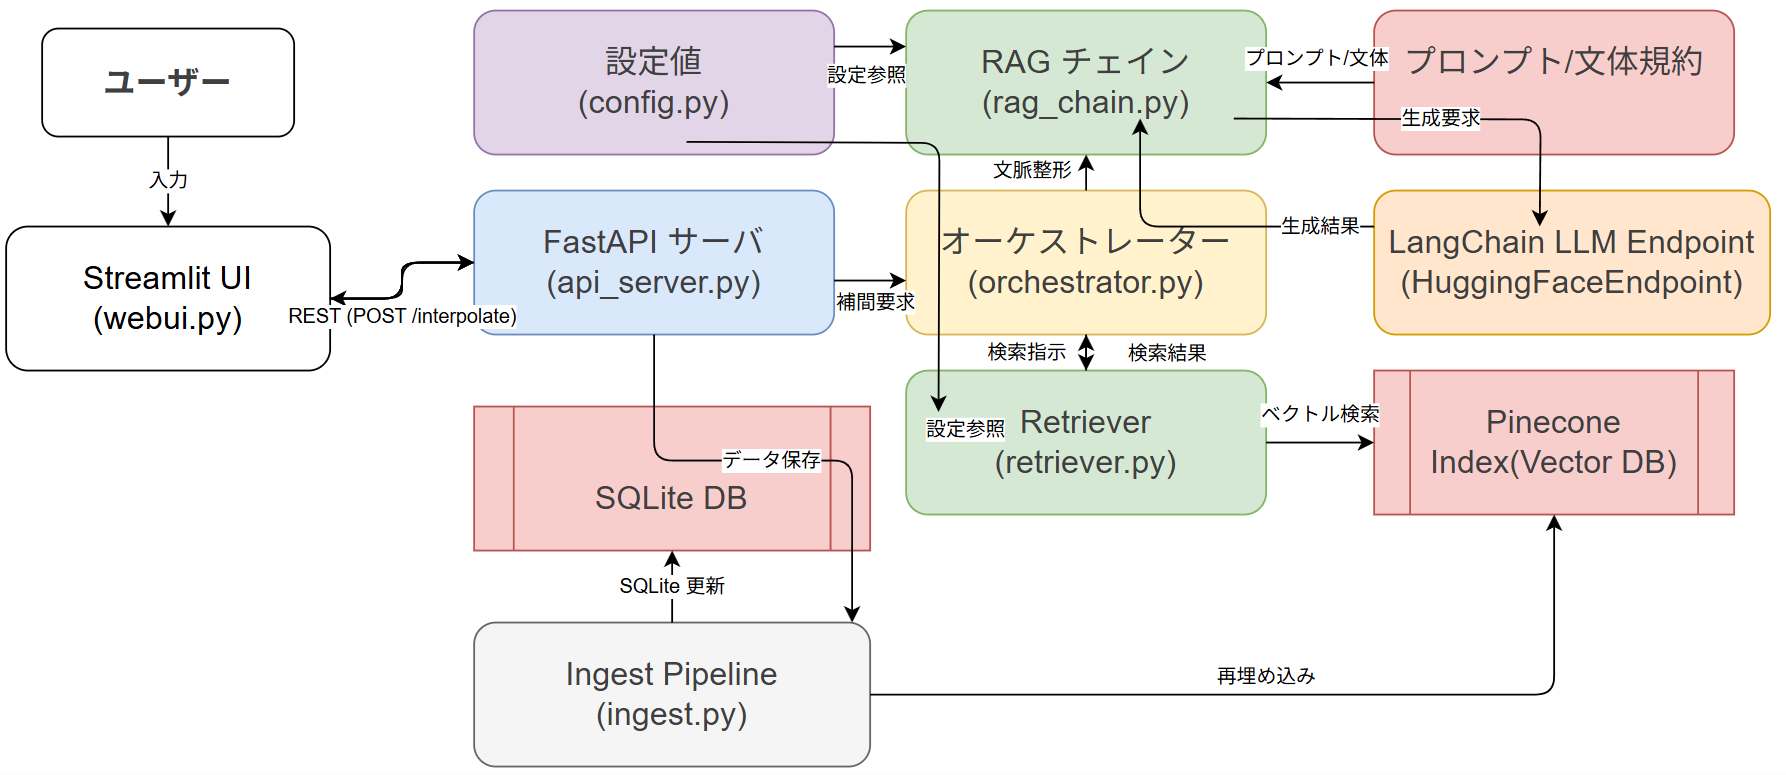 ユーザー
入力
Streamlit UI
(webui.py)
REST (POST /interpolate)
設定値
(config.py)
設定参照
RAG チェイン
(rag_chain.py)
プロンプト/文体
プロンプト/文体規約
生成要求
文脈整形
FastAPI サーバ
(api_server.py)
補間要求
オーケストレーター
(orchestrator.py)
生成結果
LangChain LLM Endpoint
(HuggingFaceEndpoint)
検索指示
検索結果
設定参照
Retriever
(retriever.py)
ベクトル検索
Pinecone
Index(Vector DB)
データ保存
SQLite DB
SQLite 更新
Ingest Pipeline
(ingest.py)
再埋め込み